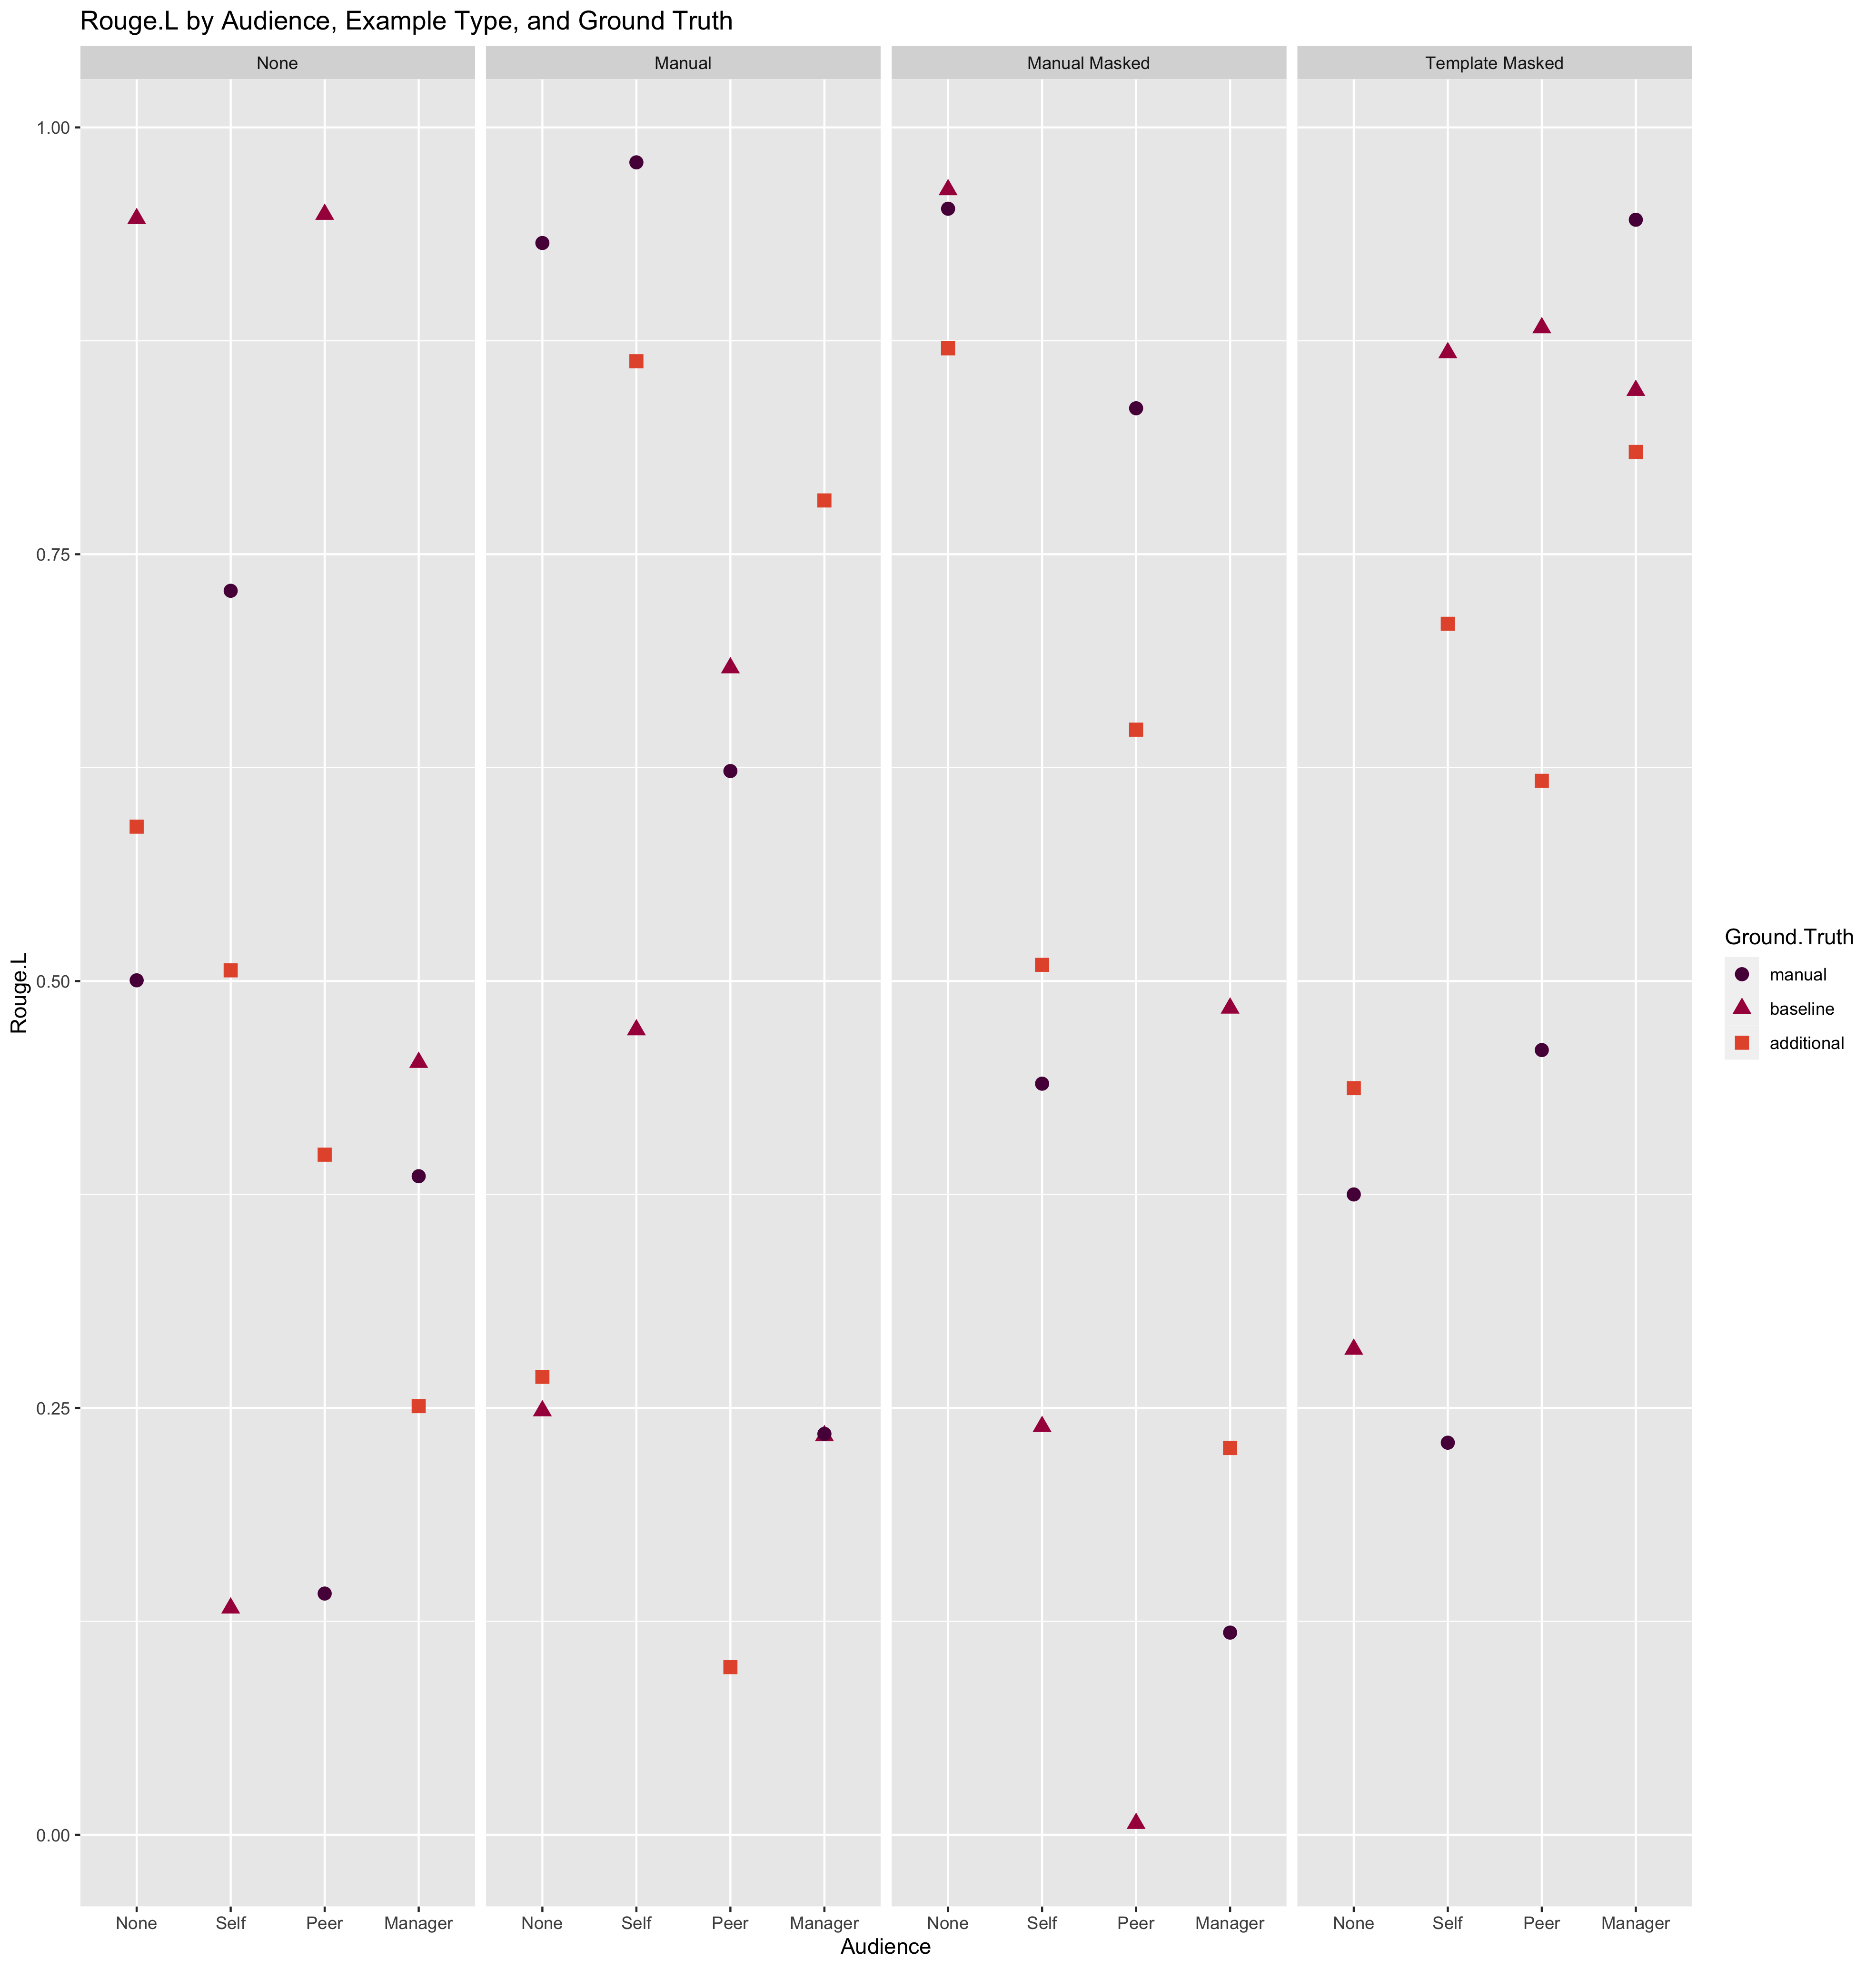 Rouge.L by Audience, Example Type, and Ground Truth
None Manual Manual Masked Template Masked
1.00
0.75
0.50
0.25
0.00
Rouge.L
None Self Peer Manager None Self Peer Manager None Self Peer Manager None Self Peer Manager
Audience
Ground.Truth
manual
baseline
additional